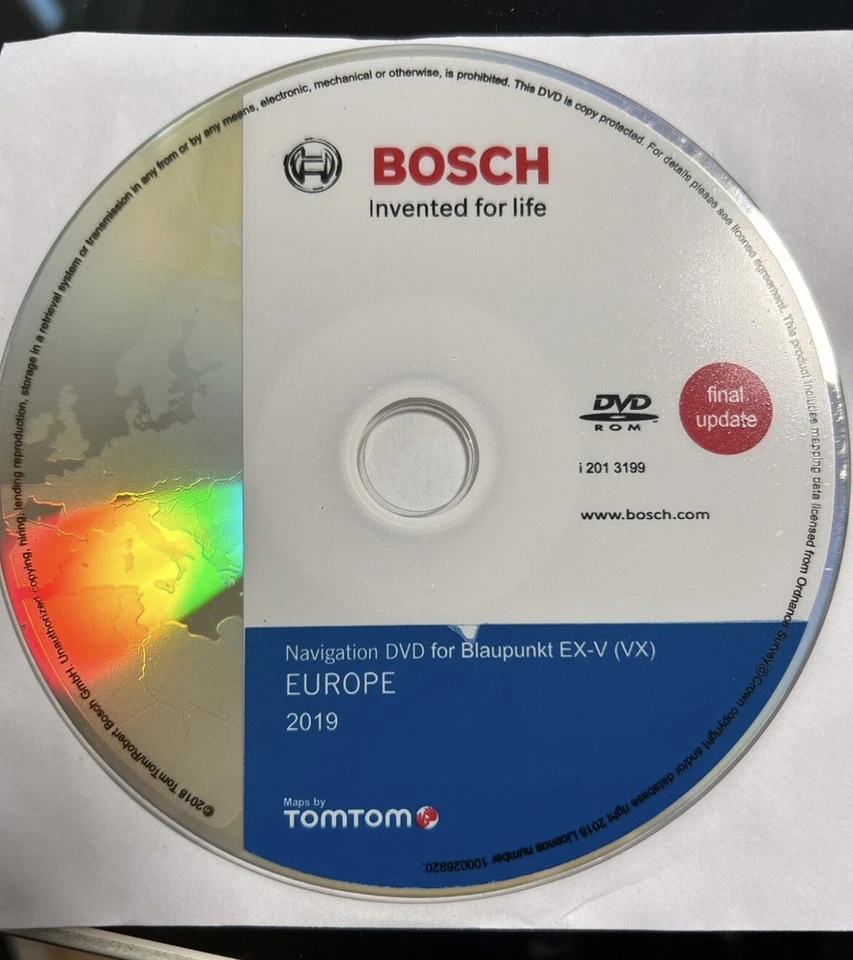 BOSCH
Invented for life
DVD
ROM
final
update
i 201 3199
www.bosch.com
Navigation DVD for Blaupunkt EX-V (VX)
EUROPE
2019
Maps by
TOMTOM
©2018 TomTom/Robert Bosch GmbH. Unauthorized copying, hiring, lending reproduction, storage in a retrieval system or transmission in any from or by any means, electronic, mechanical or otherwise, is prohibited. This DVD is copy protected. For details please see license agreement. This product includes mapping data licensed from Ordnance Survey©Crown copyright and/or database right 2018 Licence number 100026920.